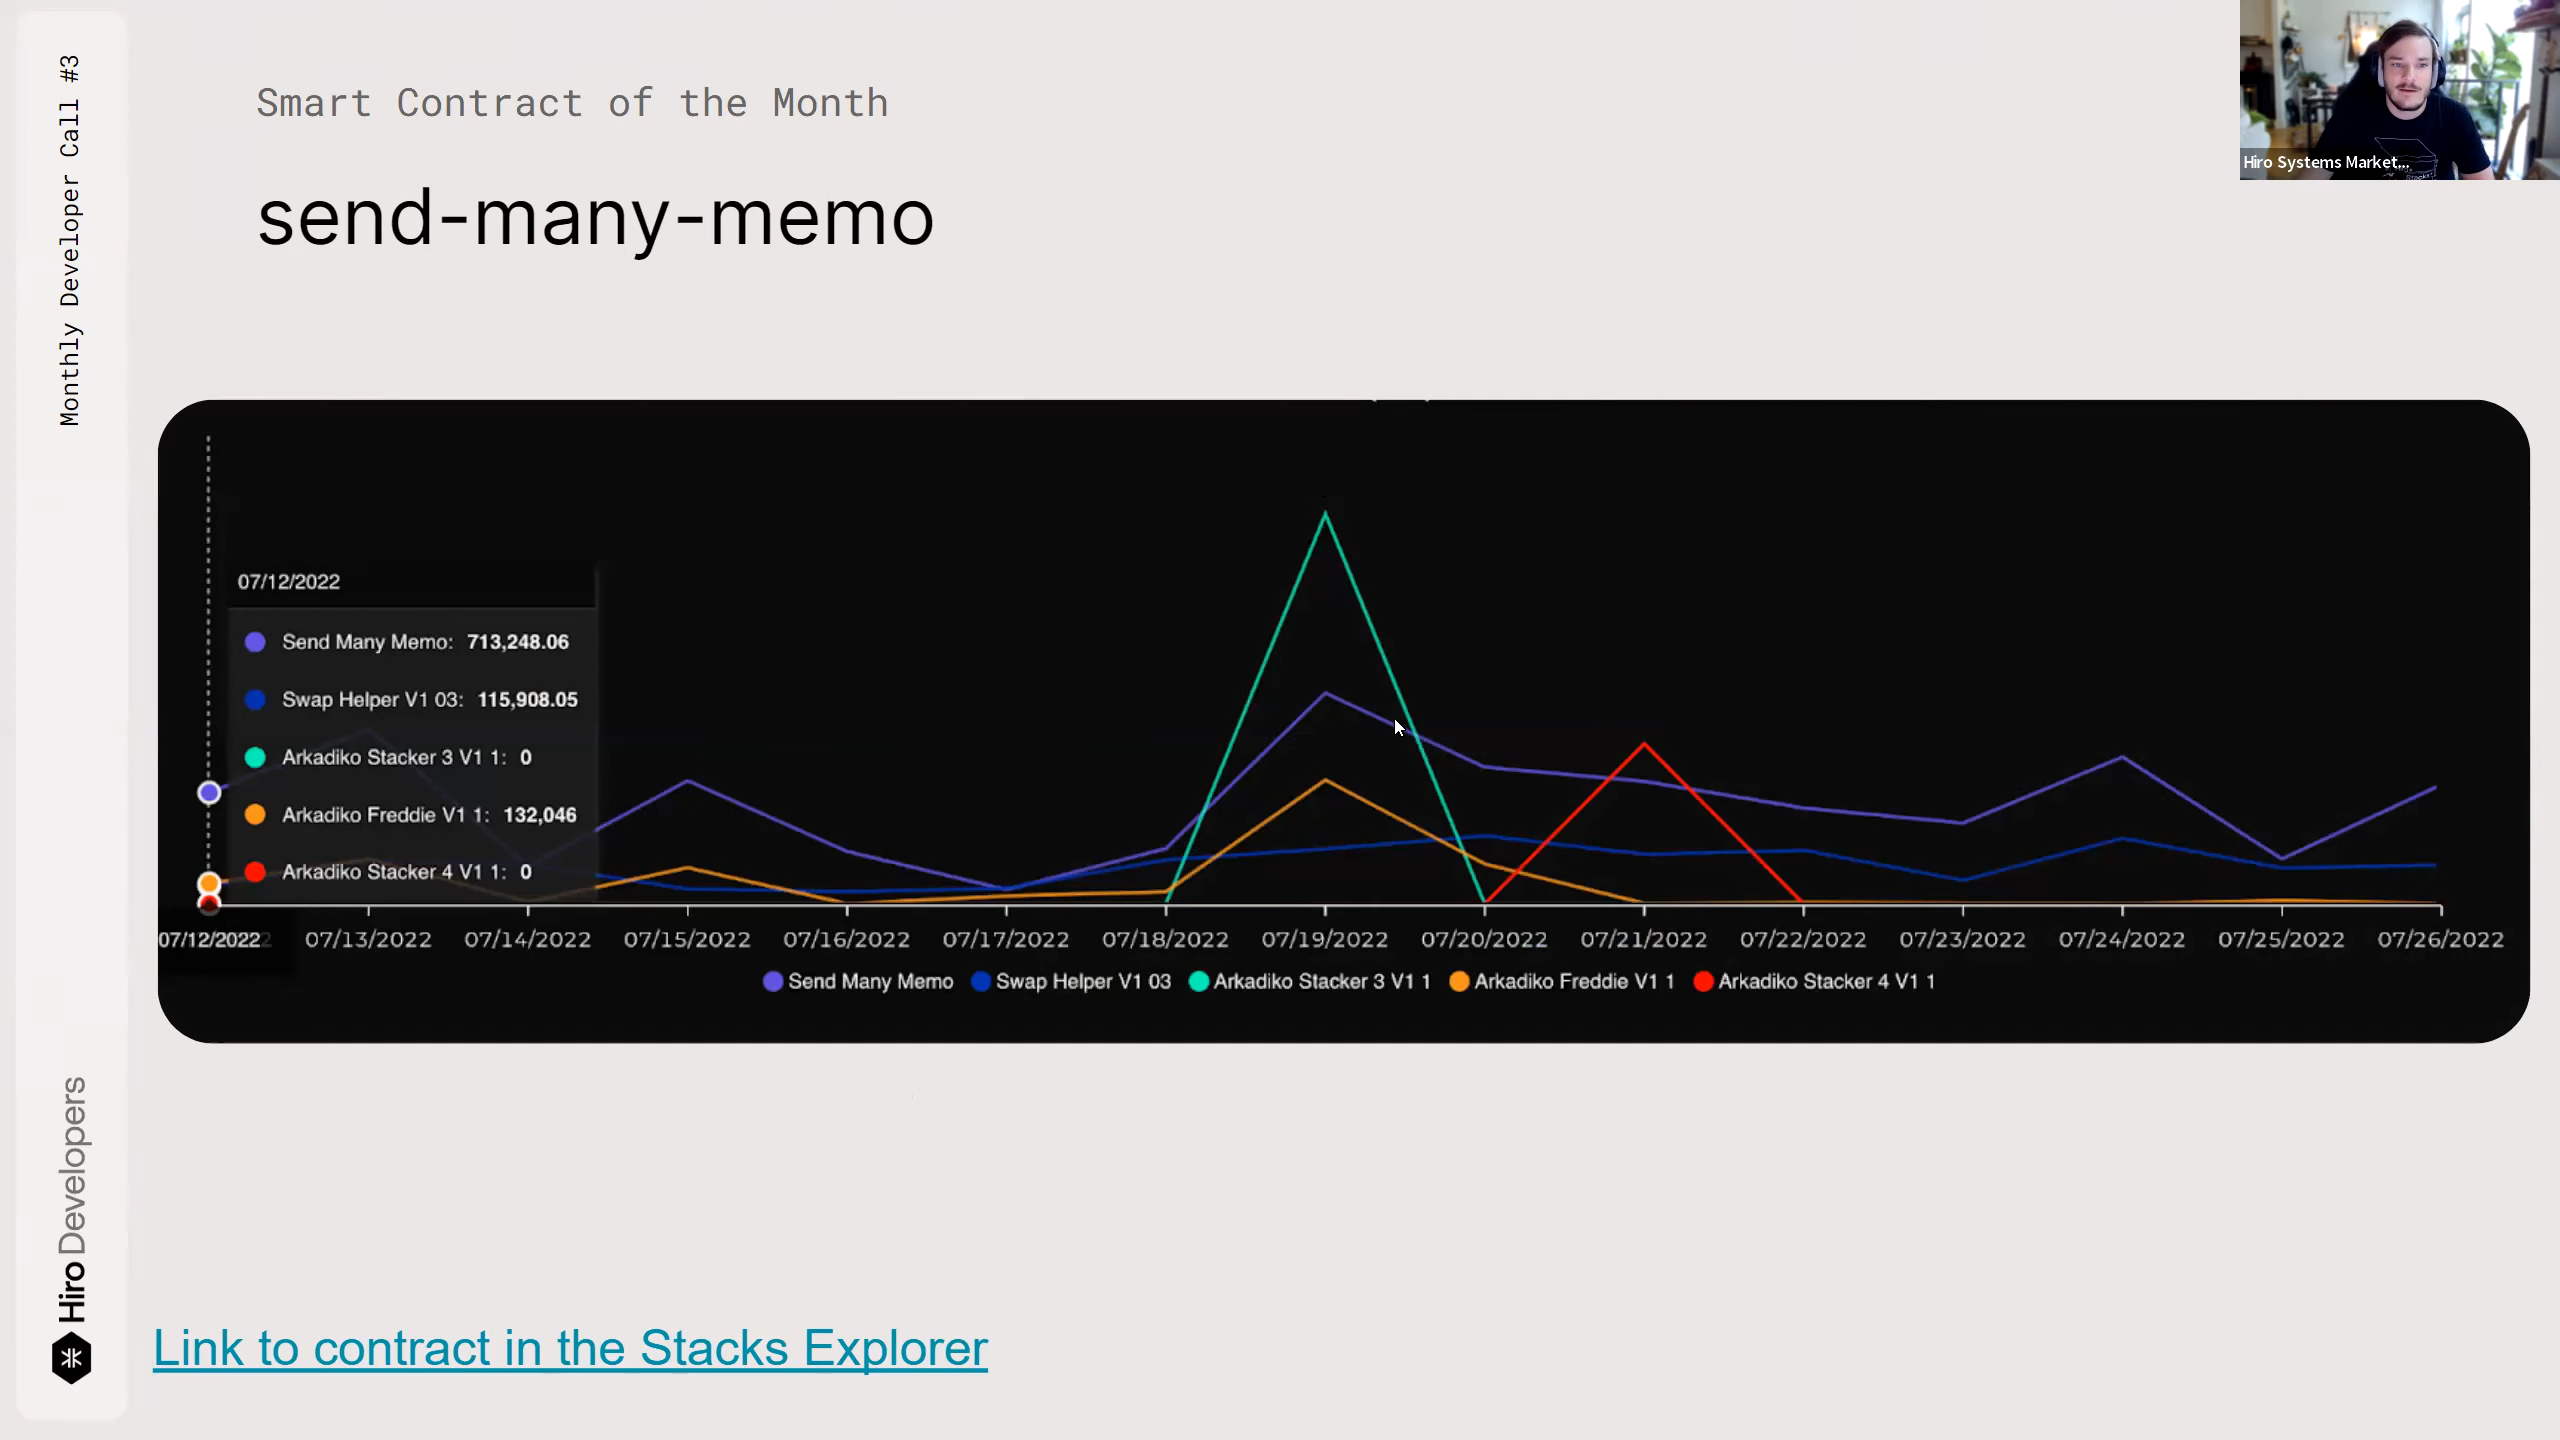 Monthly Developer Call #3
Smart Contract of the Month
send-many-memo
Hiro Systems Market...
07/12/2022
Send Many Memo: 713,248.06
Swap Helper V1 03: 115,908.05
Arkadiko Stacker 3 V1 1: 0
Arkadiko Freddie V1 1: 132,046
Arkadiko Stacker 4 V1 1: 0
07/12/2022 07/13/2022 07/14/2022 07/15/2022 07/16/2022 07/17/2022 07/18/2022 07/19/2022 07/20/2022 07/21/2022 07/22/2022 07/23/2022 07/24/2022 07/25/2022 07/26/2022
Send Many Memo Swap Helper V1 03 Arkadiko Stacker 3 V1 1 Arkadiko Freddie V1 1 Arkadiko Stacker 4 V1 1
Hiro Developers
Link to contract in the Stacks Explorer